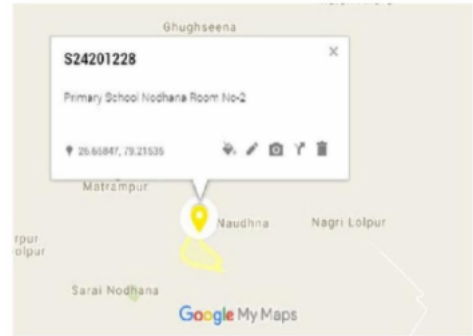 Ghughseena
S24201228
Primary School Nodhana Room No-2
26.65847, 79.21535
Matrampur
Naudhna
Nagri Lolpur
rpur
olpur
Sarai Nodhana
Google My Maps